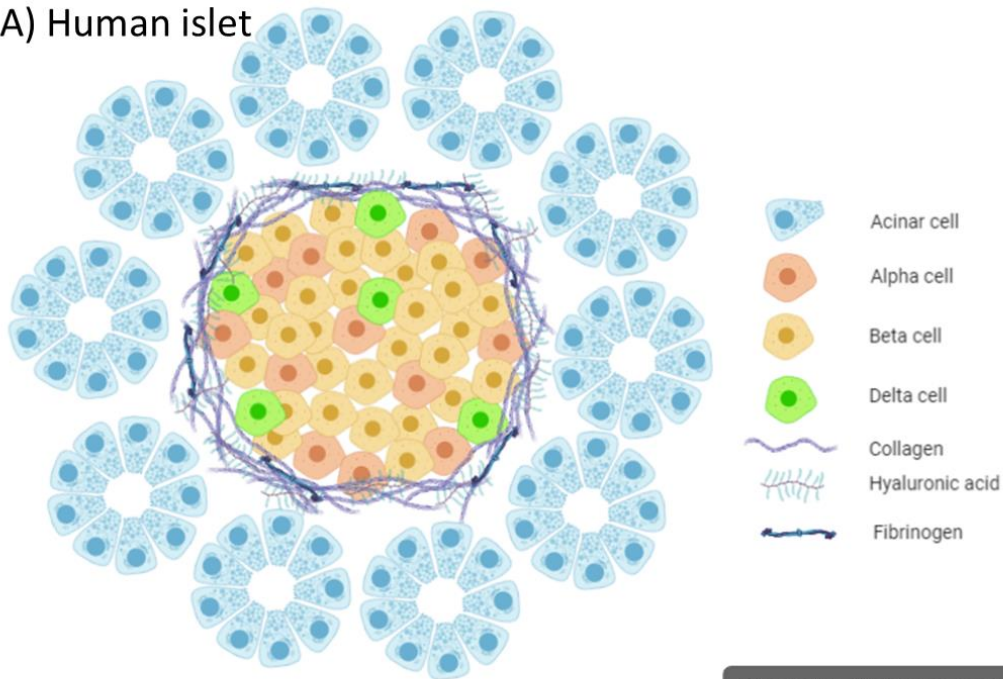 A) Human islet
Acinar cell
Alpha cell
Beta cell
Delta cell
Collagen
Hyaluronic acid
Fibrinogen